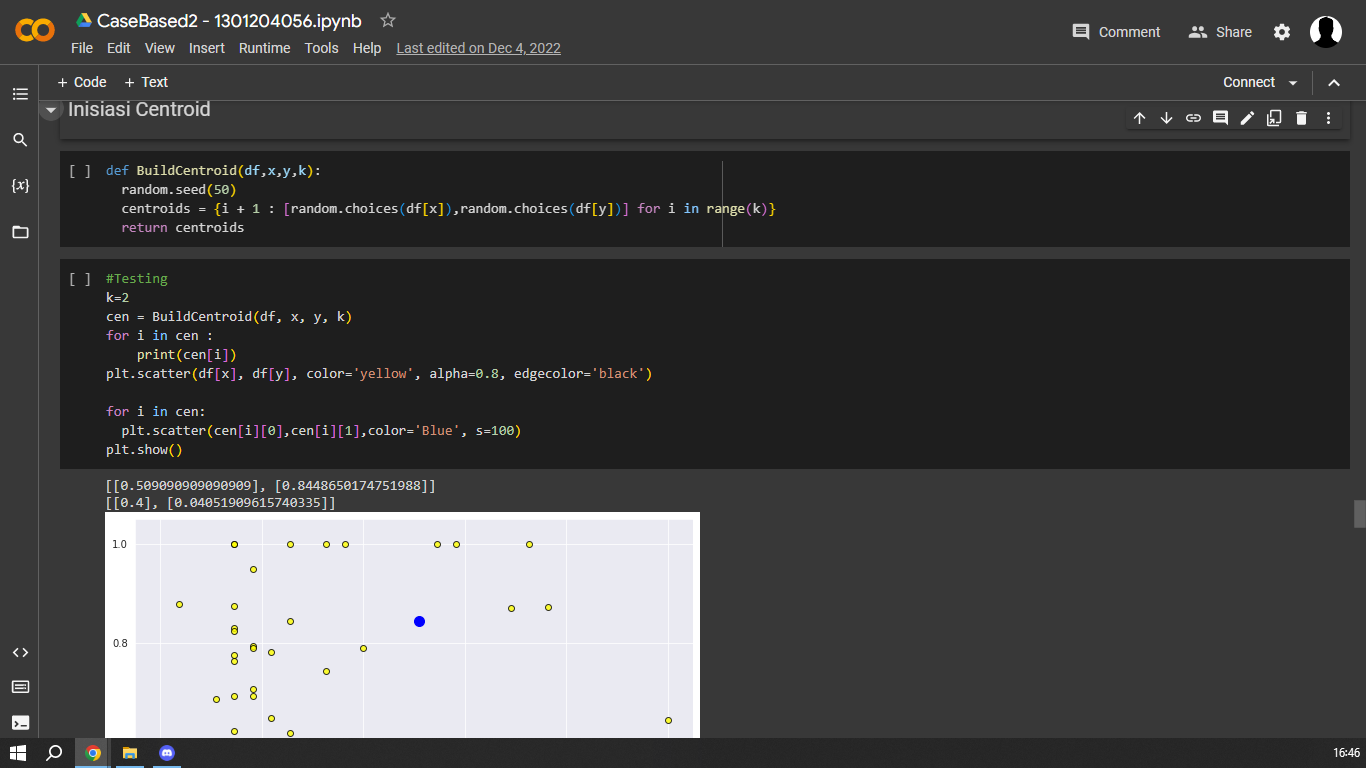 CaseBased2 - 1301204056.ipynb
File Edit View Insert Runtime Tools Help Last edited on Dec 4, 2022
Comment Share
+ Code + Text
Connect
Inisiasi Centroid
[ ] def BuildCentroid(df,x,y,k):
random.seed(50)
centroids = {i + 1 : [random.choices(df[x]),random.choices(df[y])] for i in range(k)}
return centroids
[ ] #Testing
k=2
cen = BuildCentroid(df, x, y, k)
for i in cen :
print(cen[i])
plt.scatter(df[x], df[y], color='yellow', alpha=0.8, edgecolor='black')
for i in cen:
plt.scatter(cen[i][0],cen[i][1],color='Blue', s=100)
plt.show()
[[0.509090909090909], [0.8448650174751988]]
[[0.4], [0.04051909615740335]]
1.0
0.8
{x}
16:46